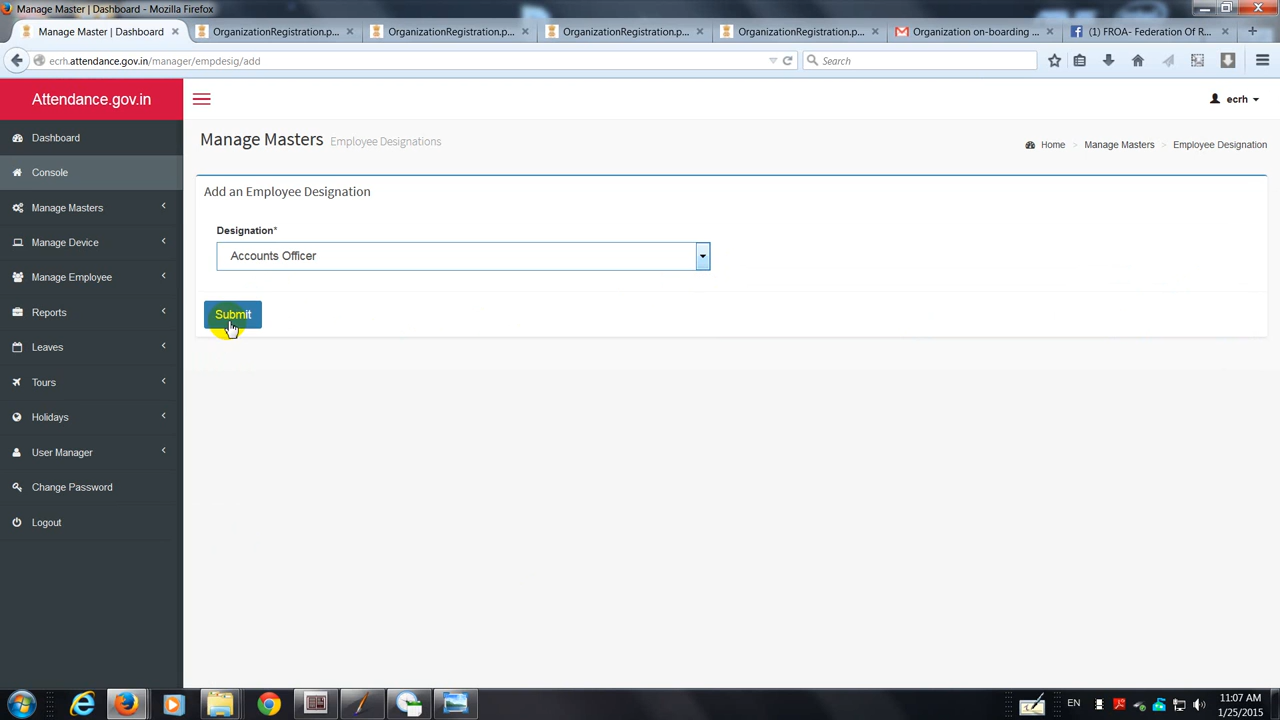 Manage Master | Dashboard - Mozilla Firefox
Manage Master | Dashboard
OrganizationRegistration.p...
OrganizationRegistration.p...
OrganizationRegistration.p...
OrganizationRegistration.p...
Organization on-boarding ...
(1) FROA- Federation Of R...
ecrh.attendance.gov.in/manager/empdesig/add
Search
Attendance.gov.in
ecrh
Dashboard
Console
Manage Masters
Manage Device
Manage Employee
Reports
Leaves
Tours
Holidays
User Manager
Change Password
Logout
Manage Masters Employee Designations
Home > Manage Masters > Employee Designation
Add an Employee Designation
Designation*
Accounts Officer
Submit
EN
11:07 AM
1/25/2015